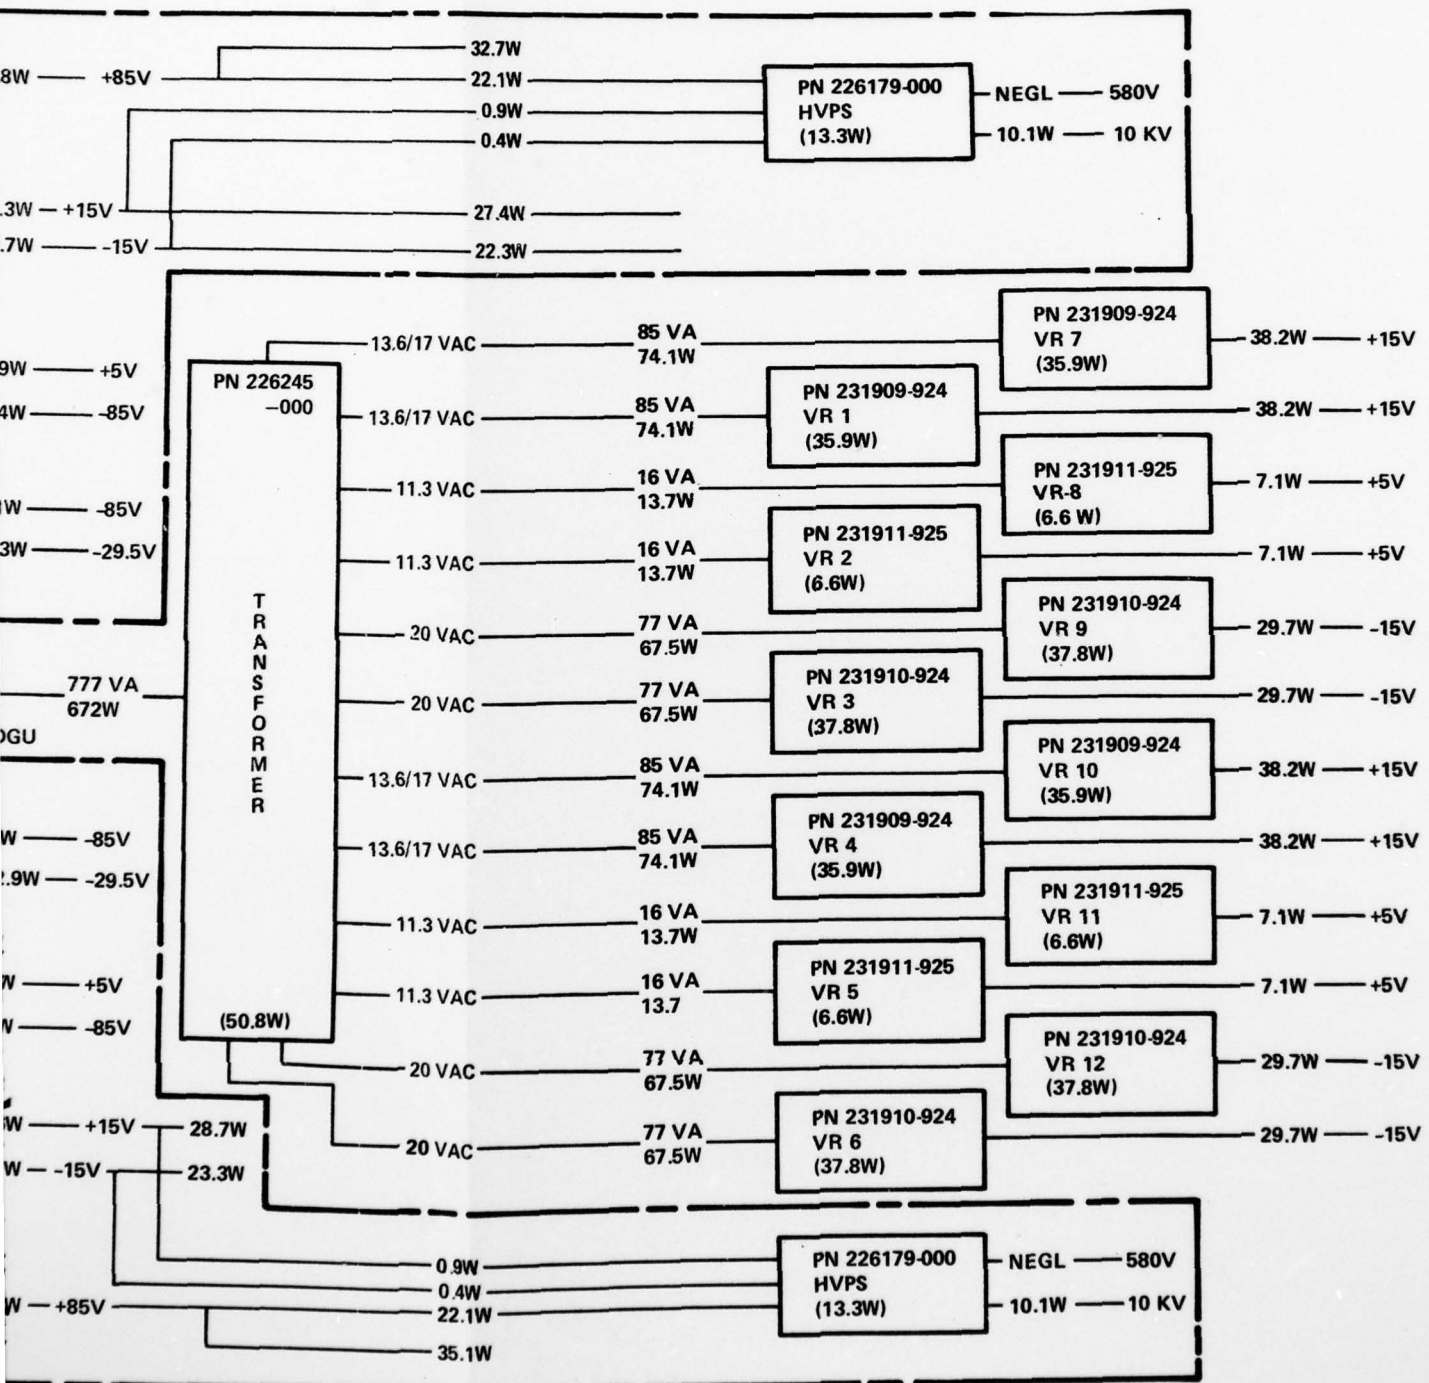 32.7W
8W +85V 22.1W
0.9W
0.4W
PN 226179-000
HVPS
(13.3W)
NEGL 580V
10.1W 10 KV
.3W +15V 27.4W
.7W -15V 22.3W
9W +5V
4W -85V
W -85V
3W -29.5V
777 VA
672W
OGU
W -85V
.9W -29.5V
W +5V
W -85V
PN 226245
-000
TRANSFORMER
(50.8W)
13.6/17 VAC
85 VA
74.1W
PN 231909-924
VR 7
(35.9W)
38.2W +15V
13.6/17 VAC
85 VA
74.1W
PN 231909-924
VR 1
(35.9W)
38.2W +15V
11.3 VAC
16 VA
13.7W
PN 231911-925
VR-8
(6.6 W)
7.1W +5V
11.3 VAC
16 VA
13.7W
PN 231911-925
VR 2
(6.6W)
7.1W +5V
20 VAC
77 VA
67.5W
PN 231910-924
VR 9
(37.8W)
29.7W -15V
20 VAC
77 VA
67.5W
PN 231910-924
VR 3
(37.8W)
29.7W -15V
13.6/17 VAC
85 VA
74.1W
PN 231909-924
VR 10
(35.9W)
38.2W +15V
13.6/17 VAC
85 VA
74.1W
PN 231909-924
VR 4
(35.9W)
38.2W +15V
11.3 VAC
16 VA
13.7W
PN 231911-925
VR 11
(6.6W)
7.1W +5V
11.3 VAC
16 VA
13.7
PN 231911-925
VR 5
(6.6W)
7.1W +5V
20 VAC
77 VA
67.5W
PN 231910-924
VR 12
(37.8W)
29.7W -15V
20 VAC
77 VA
67.5W
PN 231910-924
VR 6
(37.8W)
29.7W -15V
W +15V 28.7W
W -15V 23.3W
0.9W
0.4W
W +85V 22.1W
35.1W
PN 226179-000
HVPS
(13.3W)
NEGL 580V
10.1W 10 KV